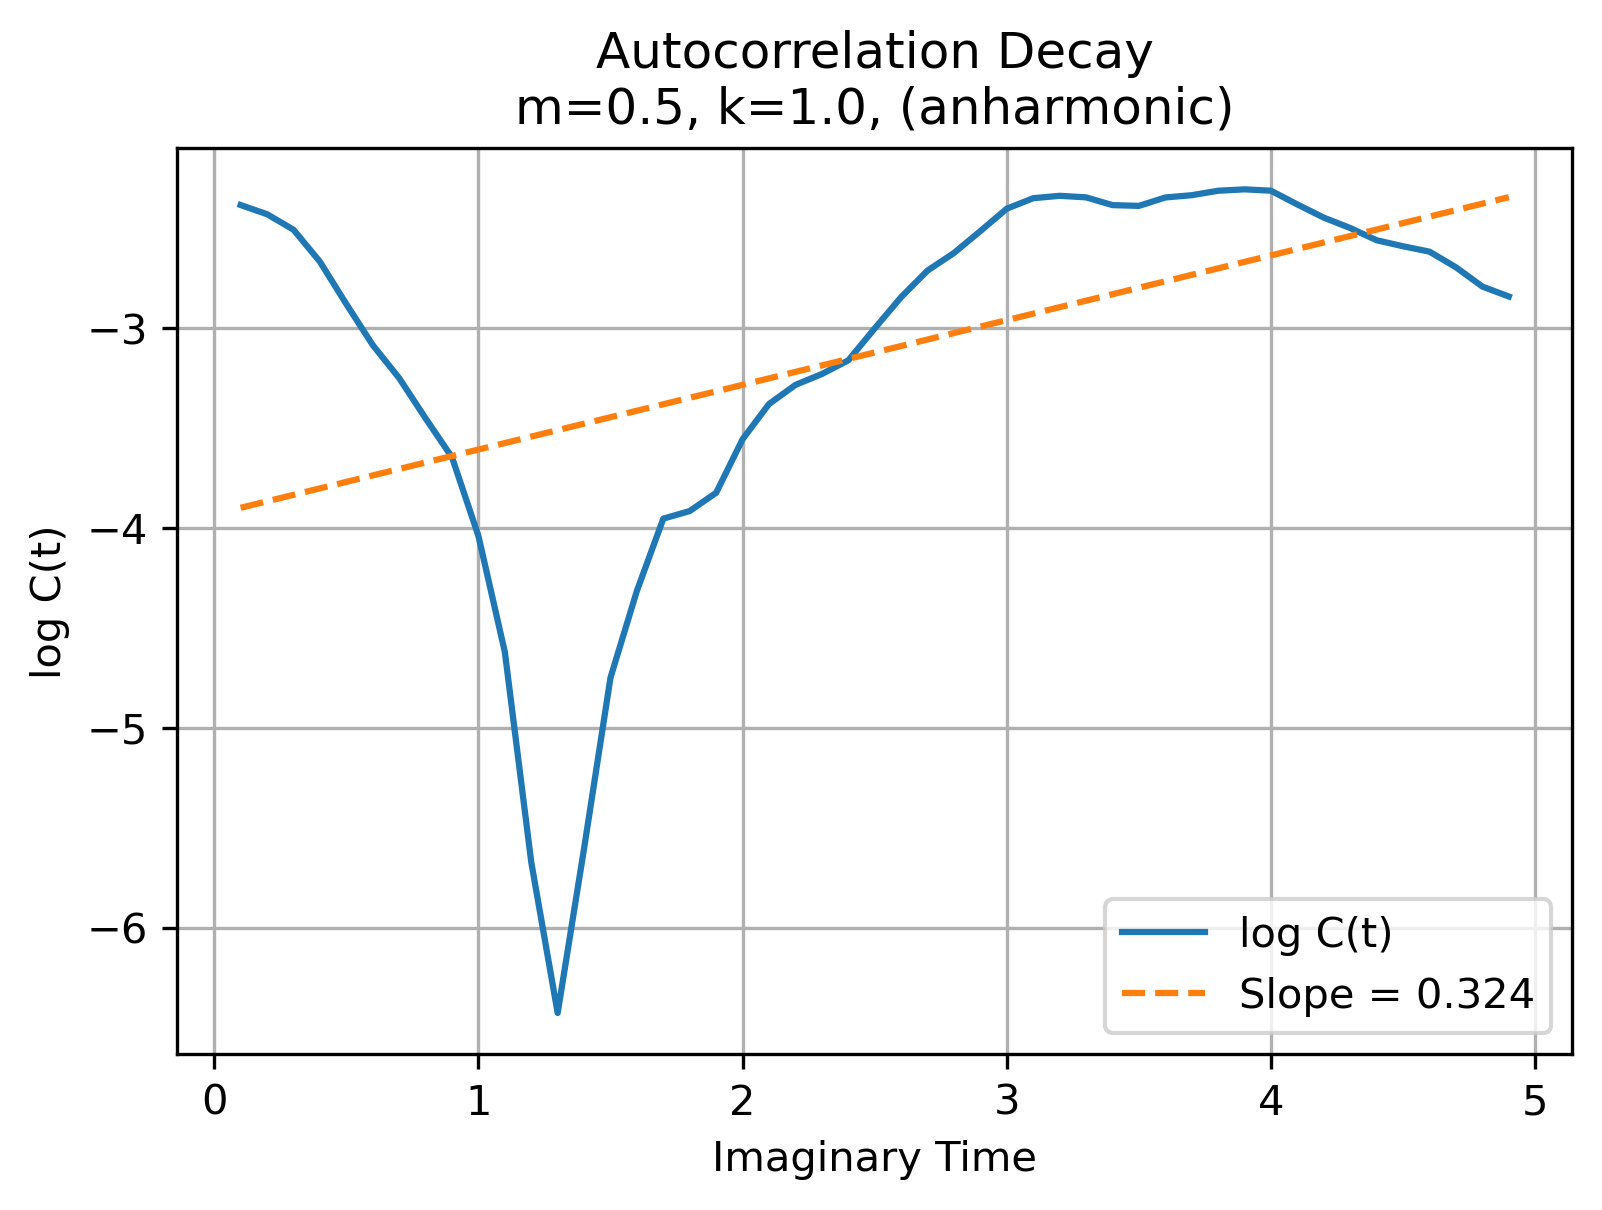 Autocorrelation Decay
m=0.5, k=1.0, (anharmonic)
log C(t)
−3
−4
−5
−6
log C(t)
Slope = 0.324
0 1 2 3 4 5
Imaginary Time